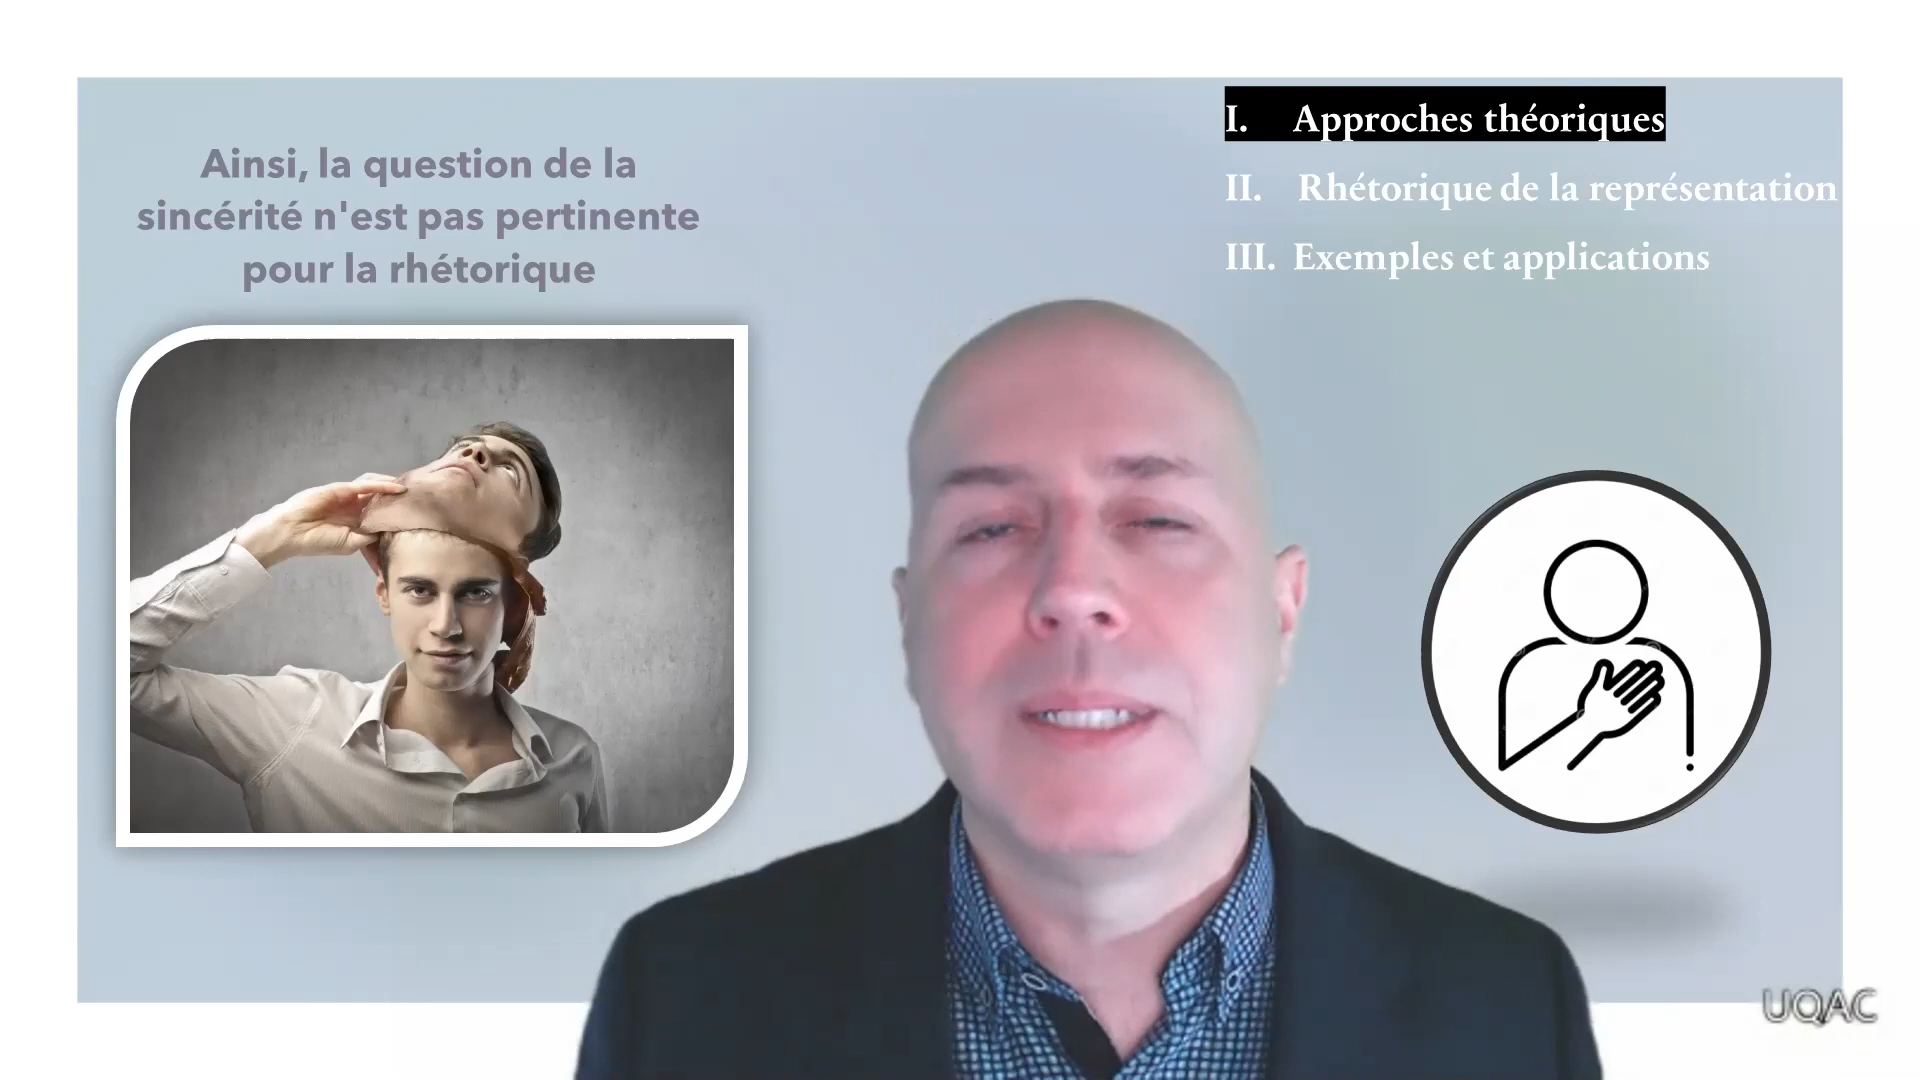 Ainsi, la question de la
sincérité n'est pas pertinente
pour la rhétorique
I. Approches théoriques
II. Rhétorique de la représentation
III. Exemples et applications
UQAC